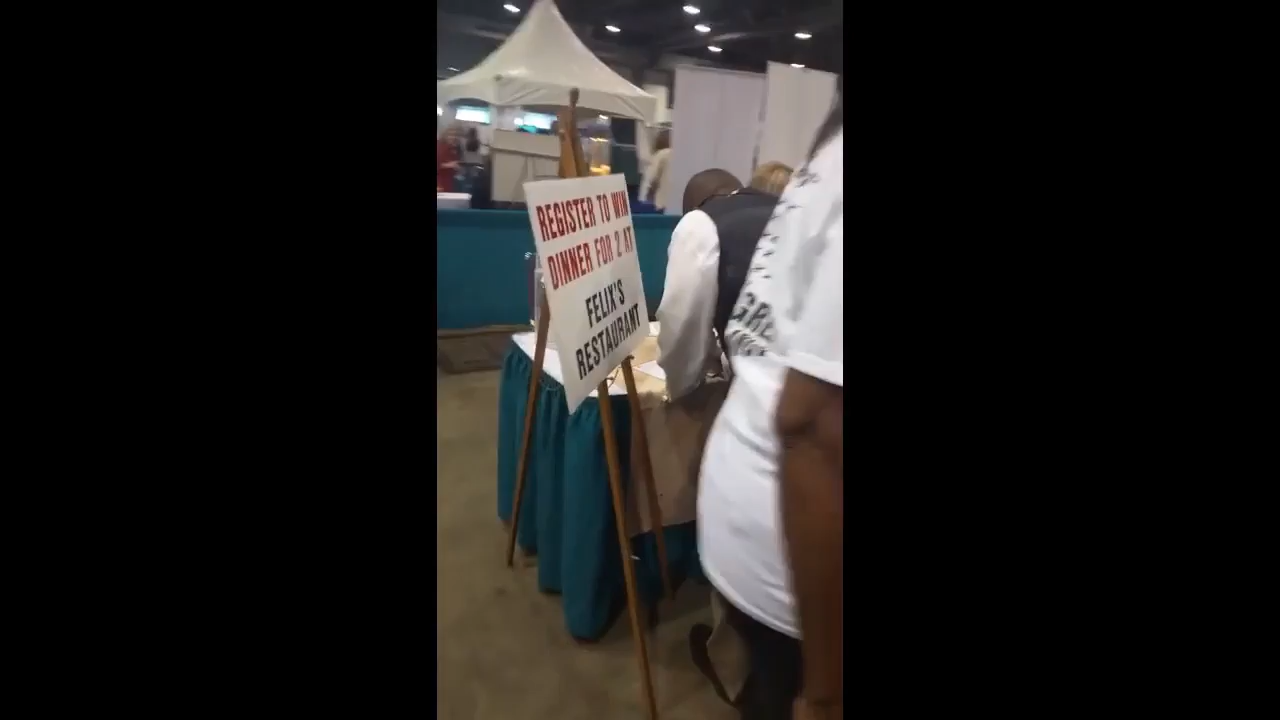 REGISTER TO WIN
DINNER FOR 2 AT
FELIX'S
RESTAURANT